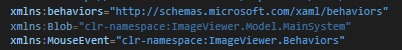 xmlns:behaviors="http://schemas.microsoft.com/xaml/behaviors"
xmlns:Blob="clr-namespace:ImageViewer.Model.MainSystem"
xmlns:MouseEvent="clr-namespace:ImageViewer.Behaviors"